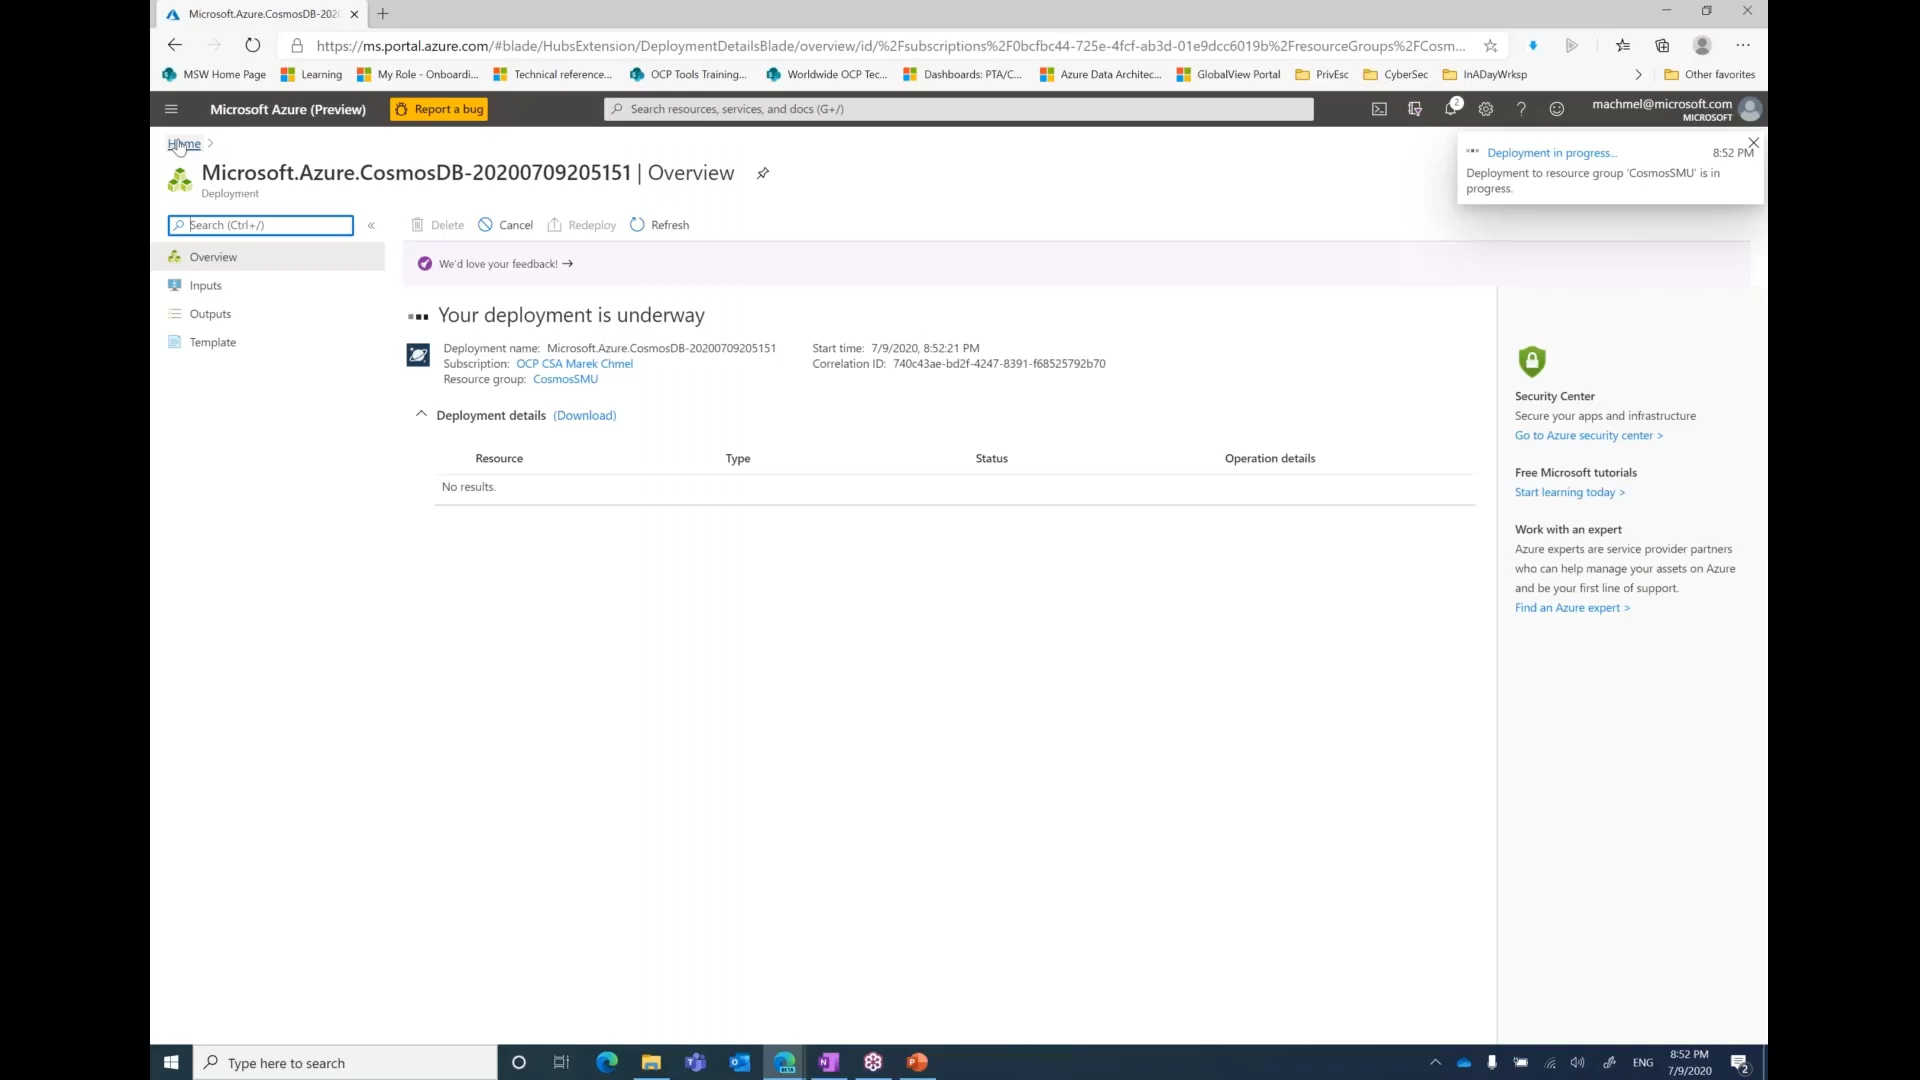 Microsoft.Azure.CosmosDB-202
https://ms.portal.azure.com/#blade/HubsExtension/DeploymentDetailsBlade/overview/id/%2Fsubscriptions%2F0bcfbc44-725e-4fcf-ab3d-01e9dcc6019b%2FresourceGroups%2FCosm...
MSW Home Page Learning My Role - Onboardi... Technical reference... OCP Tools Training,... Worldwide OCP Tec... Dashboards: PTA/C... Azure Data Architec... GlobalView Portal PrivEsc CyberSec InADayWrksp Other favorites
Microsoft Azure (Preview) Report a bug Search resources, services, and docs (G+/) 2 machmel@microsoft.com
MICROSOFT
Home
Microsoft.Azure.CosmosDB-20200709205151 | Overview
Deployment
Deployment in progress... 8:52 PM
Deployment to resource group 'CosmosSMU' is in
progress.
Search (Ctrl+/) « Delete Cancel Redeploy Refresh
Overview
Inputs
Outputs
Template
We'd love your feedback! →
Your deployment is underway
Deployment name: Microsoft.Azure.CosmosDB-20200709205151
Subscription: OCP CSA Marek Chmel
Resource group: CosmosSMU
Start time: 7/9/2020, 8:52:21 PM
Correlation ID: 740c43ae-bd2f-4247-8391-f68525792b70
Deployment details (Download)
Resource Type Status Operation details
No results.
Security Center
Secure your apps and infrastructure
Go to Azure security center >
Free Microsoft tutorials
Start learning today >
Work with an expert
Azure experts are service provider partners
who can help manage your assets on Azure
and be your first line of support.
Find an Azure expert >
Type here to search ENG 8:52 PM
7/9/2020 2